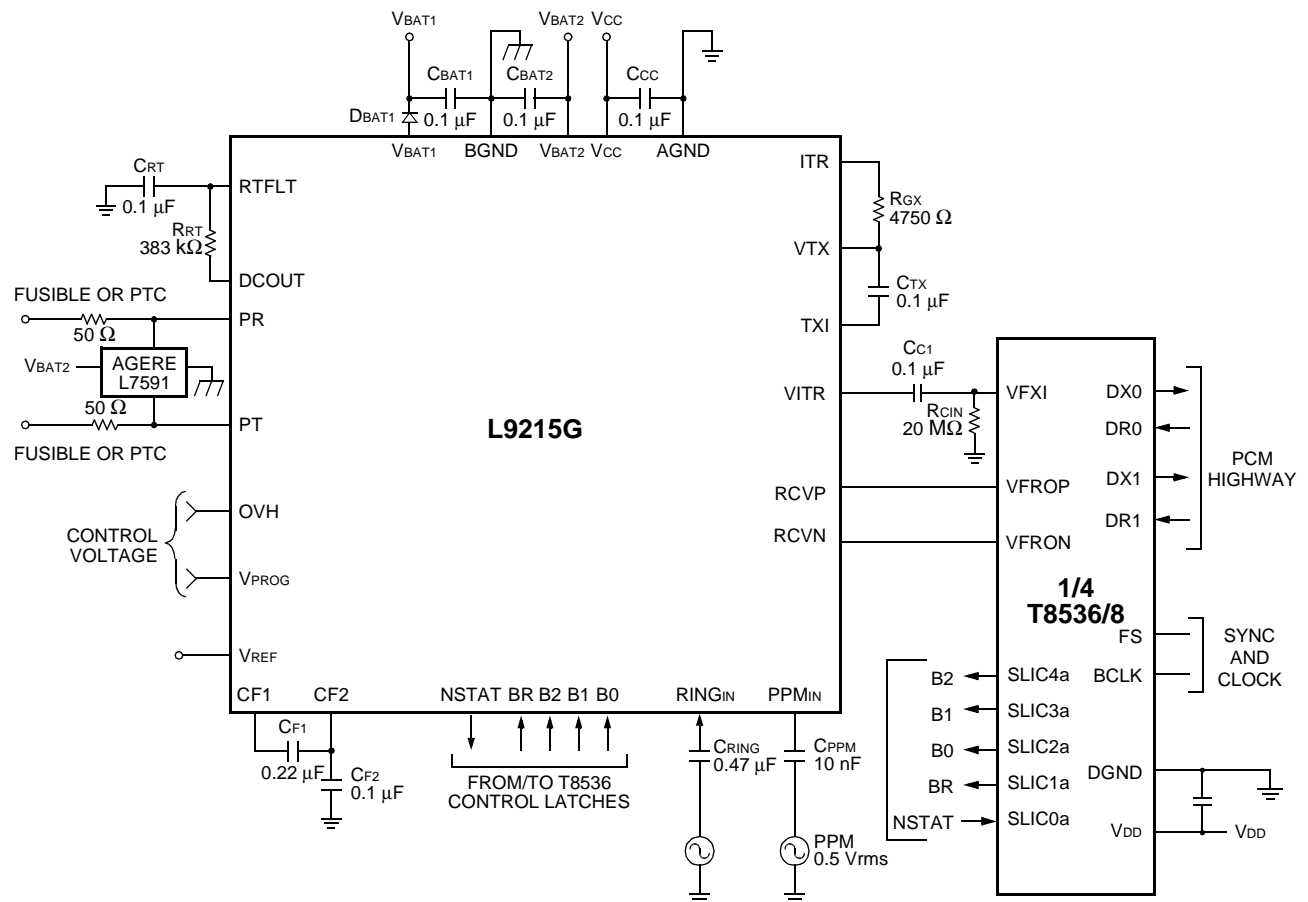 VBAT1
VBAT2
VCC
CBAT1
0.1 µF
CBAT2
0.1 µF
CCC
0.1 µF
DBAT1
VBAT1
BGND
VBAT2
VCC
AGND
CRT
0.1 µF
RRT
383 kΩ
RTFLT
DCOUT
FUSIBLE OR PTC
50 Ω
PR
VBAT2
AGERE
L7591
50 Ω
FUSIBLE OR PTC
PT
CONTROL
VOLTAGE
OVH
VPROG
VREF
L9215G
ITR
RGX
4750 Ω
VTX
CTX
0.1 µF
TXI
VITR
CC1
0.1 µF
RCIN
20 MΩ
RCVP
RCVN
CF1
CF2
CF1
0.22 µF
CF2
0.1 µF
NSTAT
BR
B2
B1
B0
FROM/TO T8536
CONTROL LATCHES
RINGIN
CRING
0.47 µF
PPMIN
CPPM
10 nF
PPM
0.5 Vrms
VFXI
VFROP
VFRON
1/4
T8536/8
DX0
DR0
DX1
DR1
PCM
HIGHWAY
FS
BCLK
SYNC
AND
CLOCK
B2
SLIC4a
B1
SLIC3a
B0
SLIC2a
BR
SLIC1a
NSTAT
SLIC0a
DGND
VDD
VDD